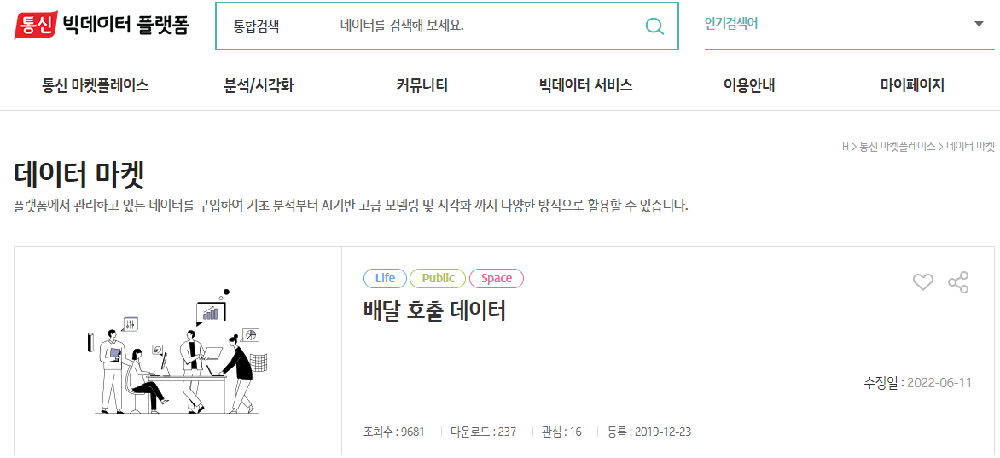 통신 빅데이터 플랫폼
통합검색
데이터를 검색해 보세요.
인기검색어
통신 마켓플레이스
분석/시각화
커뮤니티
빅데이터 서비스
이용안내
마이페이지
H > 통신 마켓플레이스 > 데이터 마켓
데이터 마켓
플랫폼에서 관리하고 있는 데이터를 구입하여 기초 분석부터 AI기반 고급 모델링 및 시각화 까지 다양한 방식으로 활용할 수 있습니다.
Life Public Space
배달 호출 데이터
수정일 : 2022-06-11
조회수 : 9681 다운로드 : 237 관심 : 16 등록 : 2019-12-23